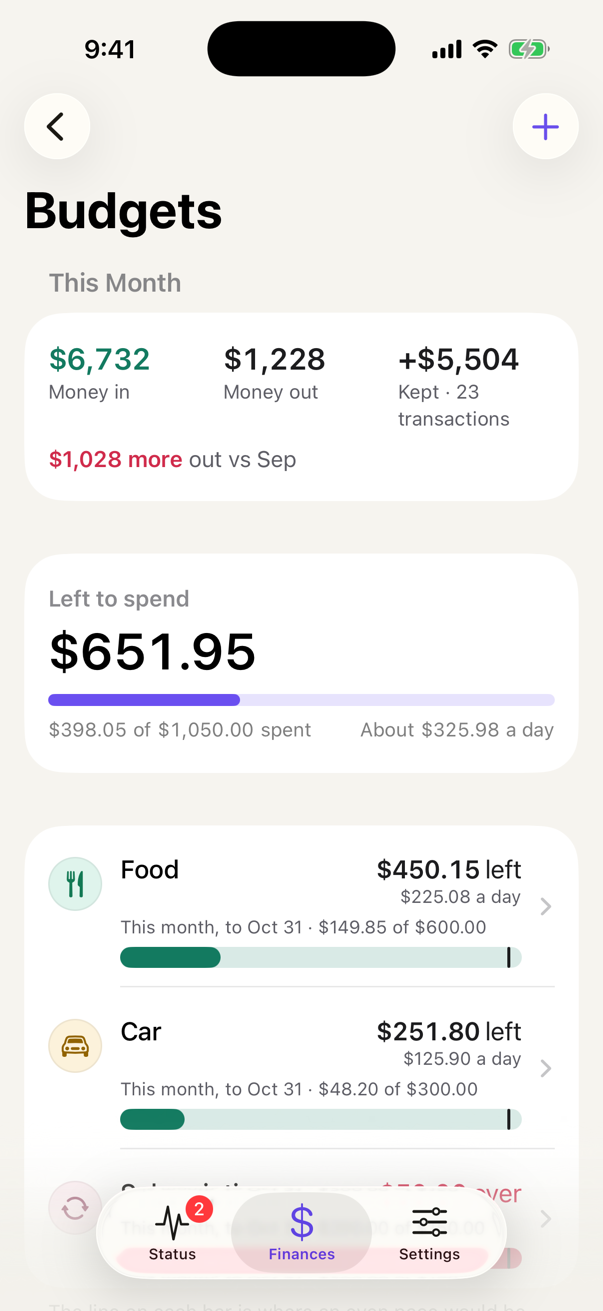 9:41
Budgets
This Month
$6,732 $1,228 +$5,504
Money in Money out Kept · 23
transactions
$1,028 more out vs Sep
Left to spend
$651.95
$398.05 of $1,050.00 spent About $325.98 a day
Food $450.15 left
$225.08 a day
This month, to Oct 31 · $149.85 of $600.00
Car $251.80 left
$125.90 a day
This month, to Oct 31 · $48.20 of $300.00
over
2
Status Finances Settings